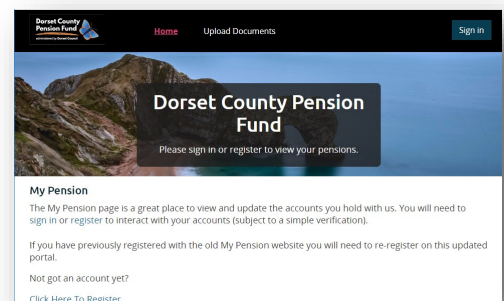 Dorset County
Pension Fund
administered by Dorset Council
Home
Upload Documents
Sign in
Dorset County Pension
Fund
Please sign in or register to view your pensions.
My Pension
The My Pension page is a great place to view and update the accounts you hold with us. You will need to
sign in or register to interact with your accounts (subject to a simple verification).
If you have previously registered with the old My Pension website you will need to re-register on this updated
portal.
Not got an account yet?
Click Here To Register